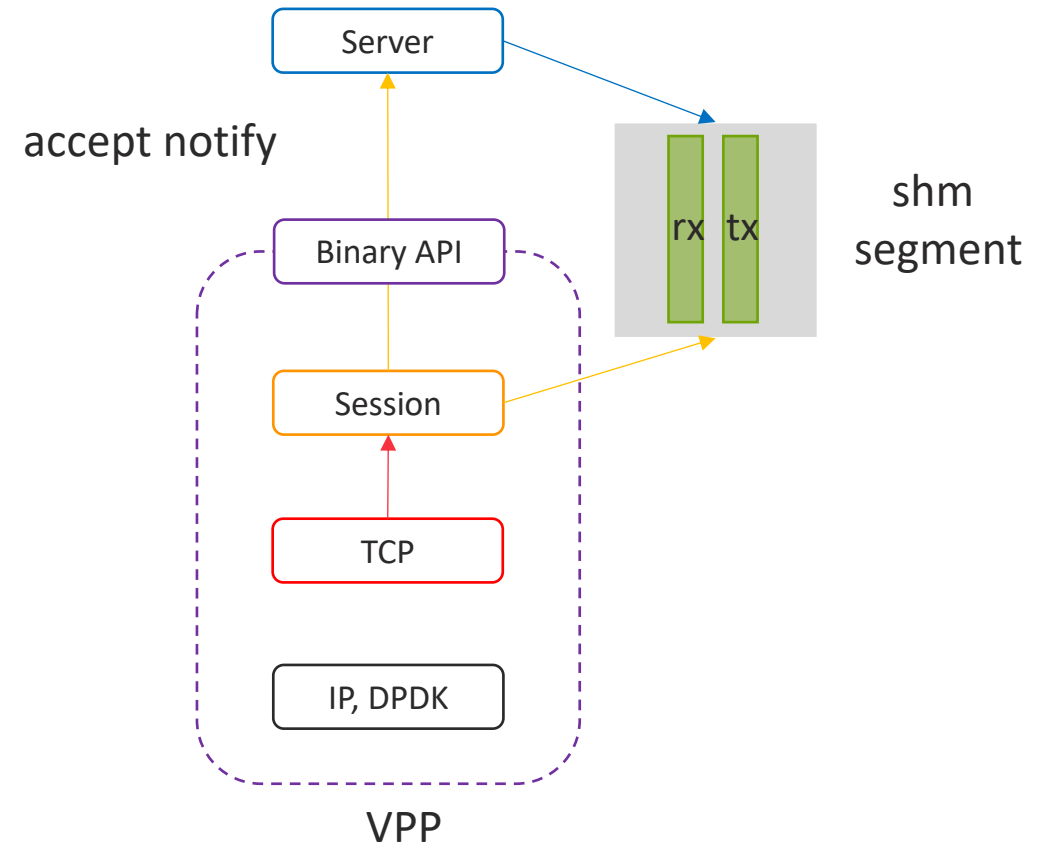 Server
accept notify
Binary API
rx
tx
shm
segment
Session
TCP
IP, DPDK
VPP